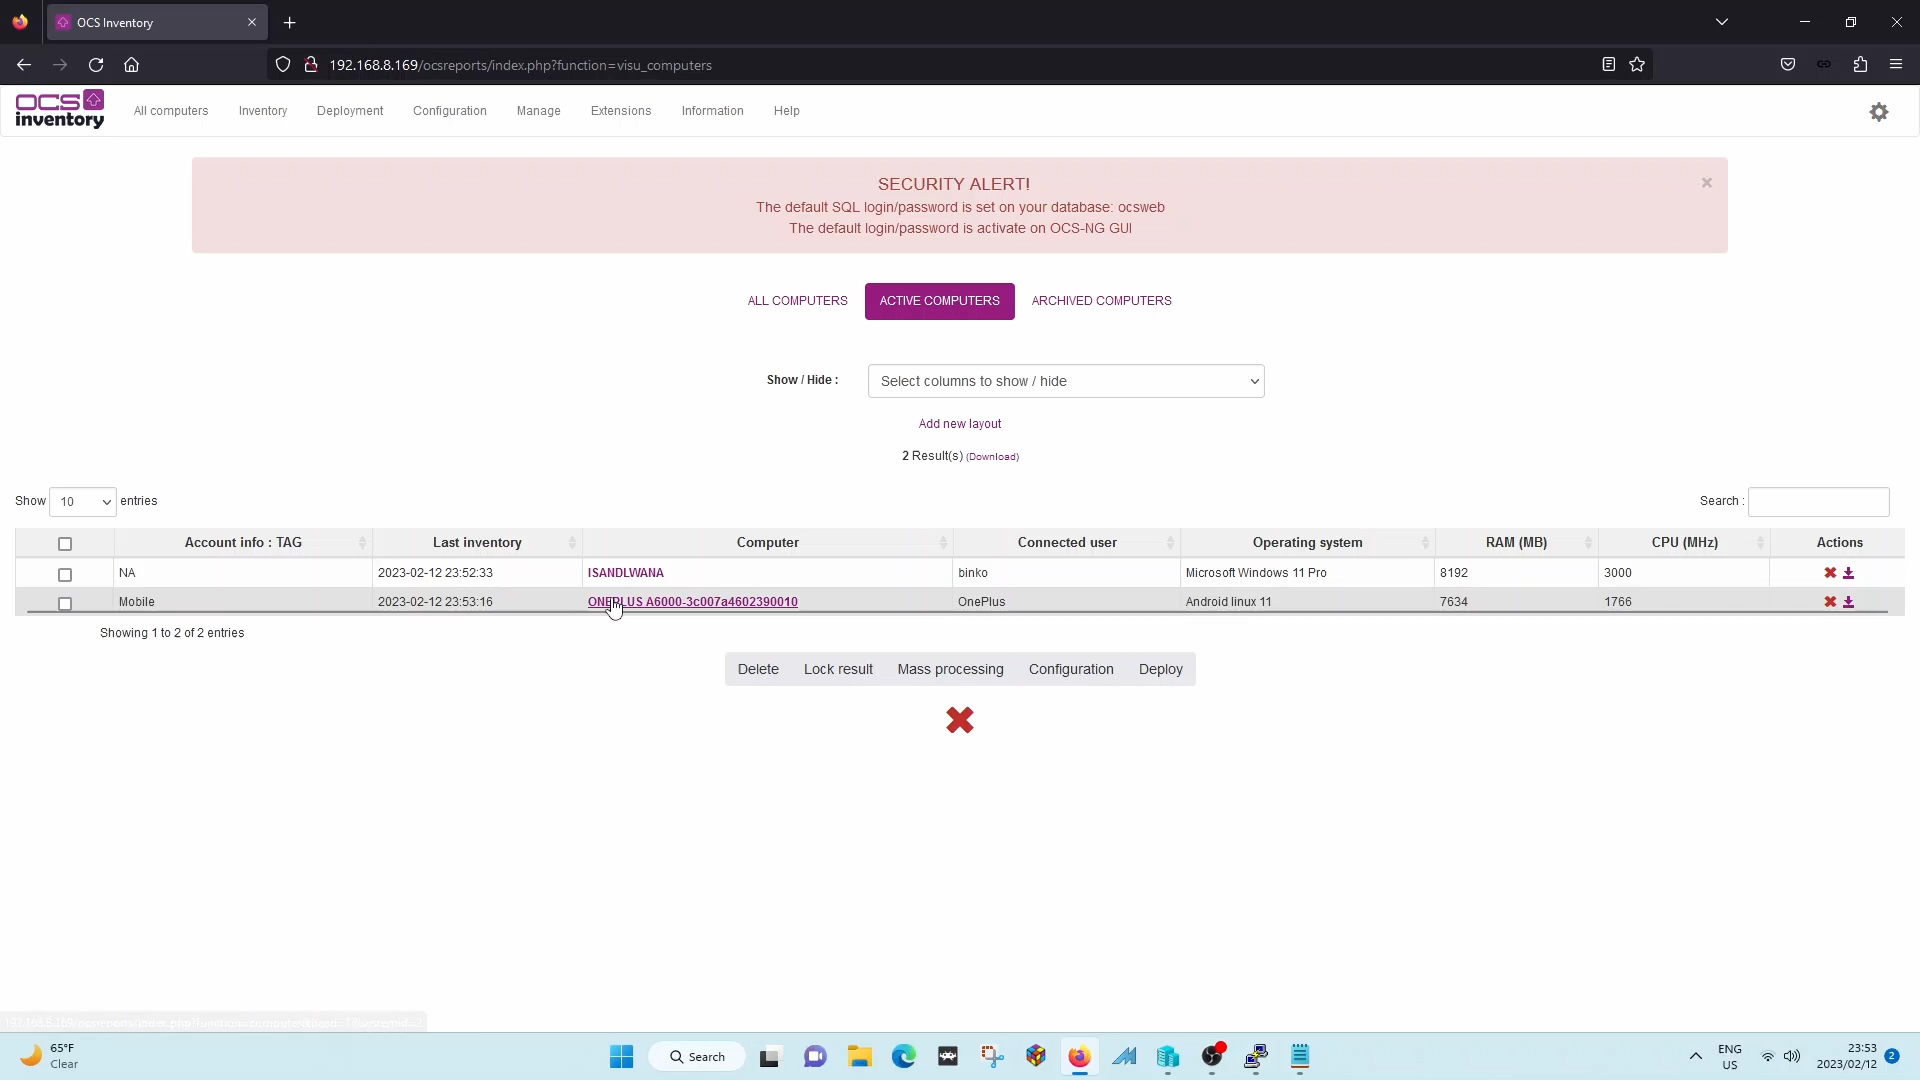 OCS Inventory
192.168.8.169/ocsreports/index.php?function=visu_computers
OCS inventory
All computers Inventory Deployment Configuration Manage Extensions Information Help
SECURITY ALERT!
The default SQL login/password is set on your database: ocsweb
The default login/password is activate on OCS-NG GUI
ALL COMPUTERS ACTIVE COMPUTERS ARCHIVED COMPUTERS
Show / Hide : Select columns to show / hide
Add new layout
2 Result(s) (Download)
Show 10 entries Search :
Account info : TAG Last inventory Computer Connected user Operating system RAM (MB) CPU (MHz) Actions
NA 2023-02-12 23:52:33 ISANDLWANA binko Microsoft Windows 11 Pro 8192 3000
Mobile 2023-02-12 23:53:16 ONEPLUS A6000-3c007a4602390010 OnePlus Android linux 11 7634 1766
Showing 1 to 2 of 2 entries
Delete Lock result Mass processing Configuration Deploy
65°F
Clear
Search
ENG
US
23:53
2023/02/12
2